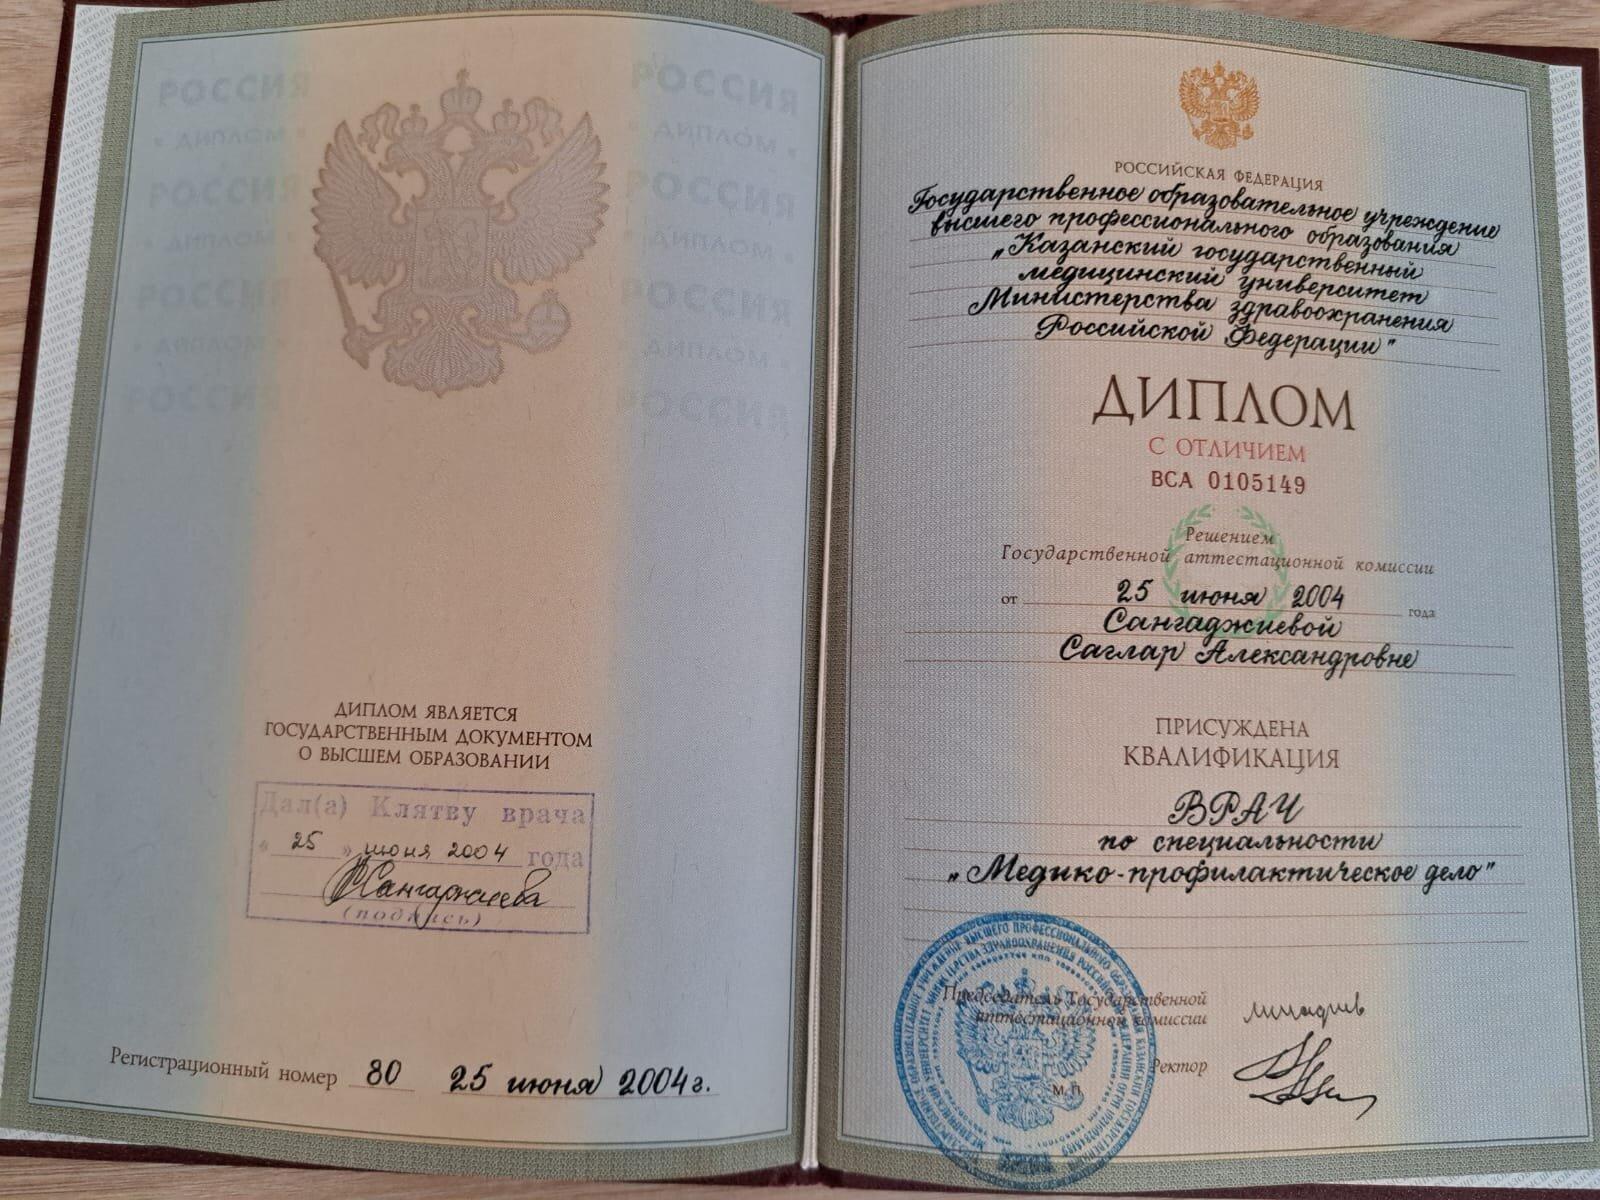 РОССИЯ РОССИЯ
ДИПЛОМ ДИПЛОМ
РОССИЯ РОССИЯ
ДИПЛОМ ДИПЛОМ
РОССИЯ РОССИЯ
ДИПЛОМ ДИПЛОМ
РОССИЯ РОССИЯ
ДИПЛОМ ЯВЛЯЕТСЯ
ГОСУДАРСТВЕННЫМ ДОКУМЕНТОМ
О ВЫСШЕМ ОБРАЗОВАНИИ
Дал(а) Клятву врача
« 25 » июня 2004 года
Сангаджиева
(подпись)
Регистрационный номер 80 25 июня 2004 г.
РОССИЙСКАЯ ФЕДЕРАЦИЯ
Государственное образовательное учреждение
высшего профессионального образования
„Казанский государственный
медицинский университет
Министерства здравоохранения
Российской Федерации"
ДИПЛОМ
С ОТЛИЧИЕМ
ВСА 0105149
Решением
Государственной аттестационной комиссии
от 25 июня 2004 года
Сангаджиевой
Саглар Александровне
ПРИСУЖДЕНА
КВАЛИФИКАЦИЯ
ВРАЧ
по специальности
„Медико-профилактическое дело"
Председатель Государственной
аттестационной комиссии
Ректор
М.П.